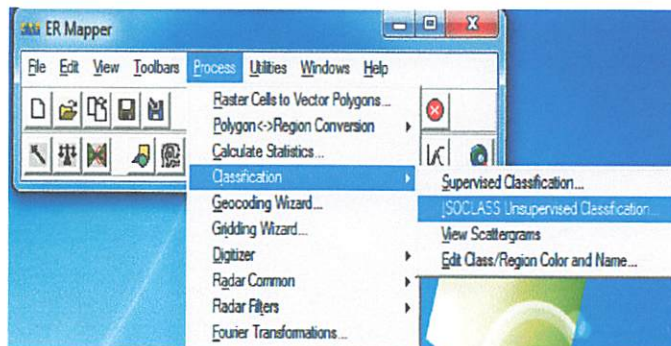 ER Mapper
File Edit View Toolbars Process Utilities Windows Help
Raster Cells to Vector Polygons...
Polygon<->Region Conversion
Calculate Statistics...
Classification
Geocoding Wizard...
Gridding Wizard...
Digitizer
Radar Common
Radar Filters
Fourier Transformations...
Supervised Classification...
ISOCLASS Unsupervised Classification...
View Scattergrams
Edit Class/Region Color and Name...